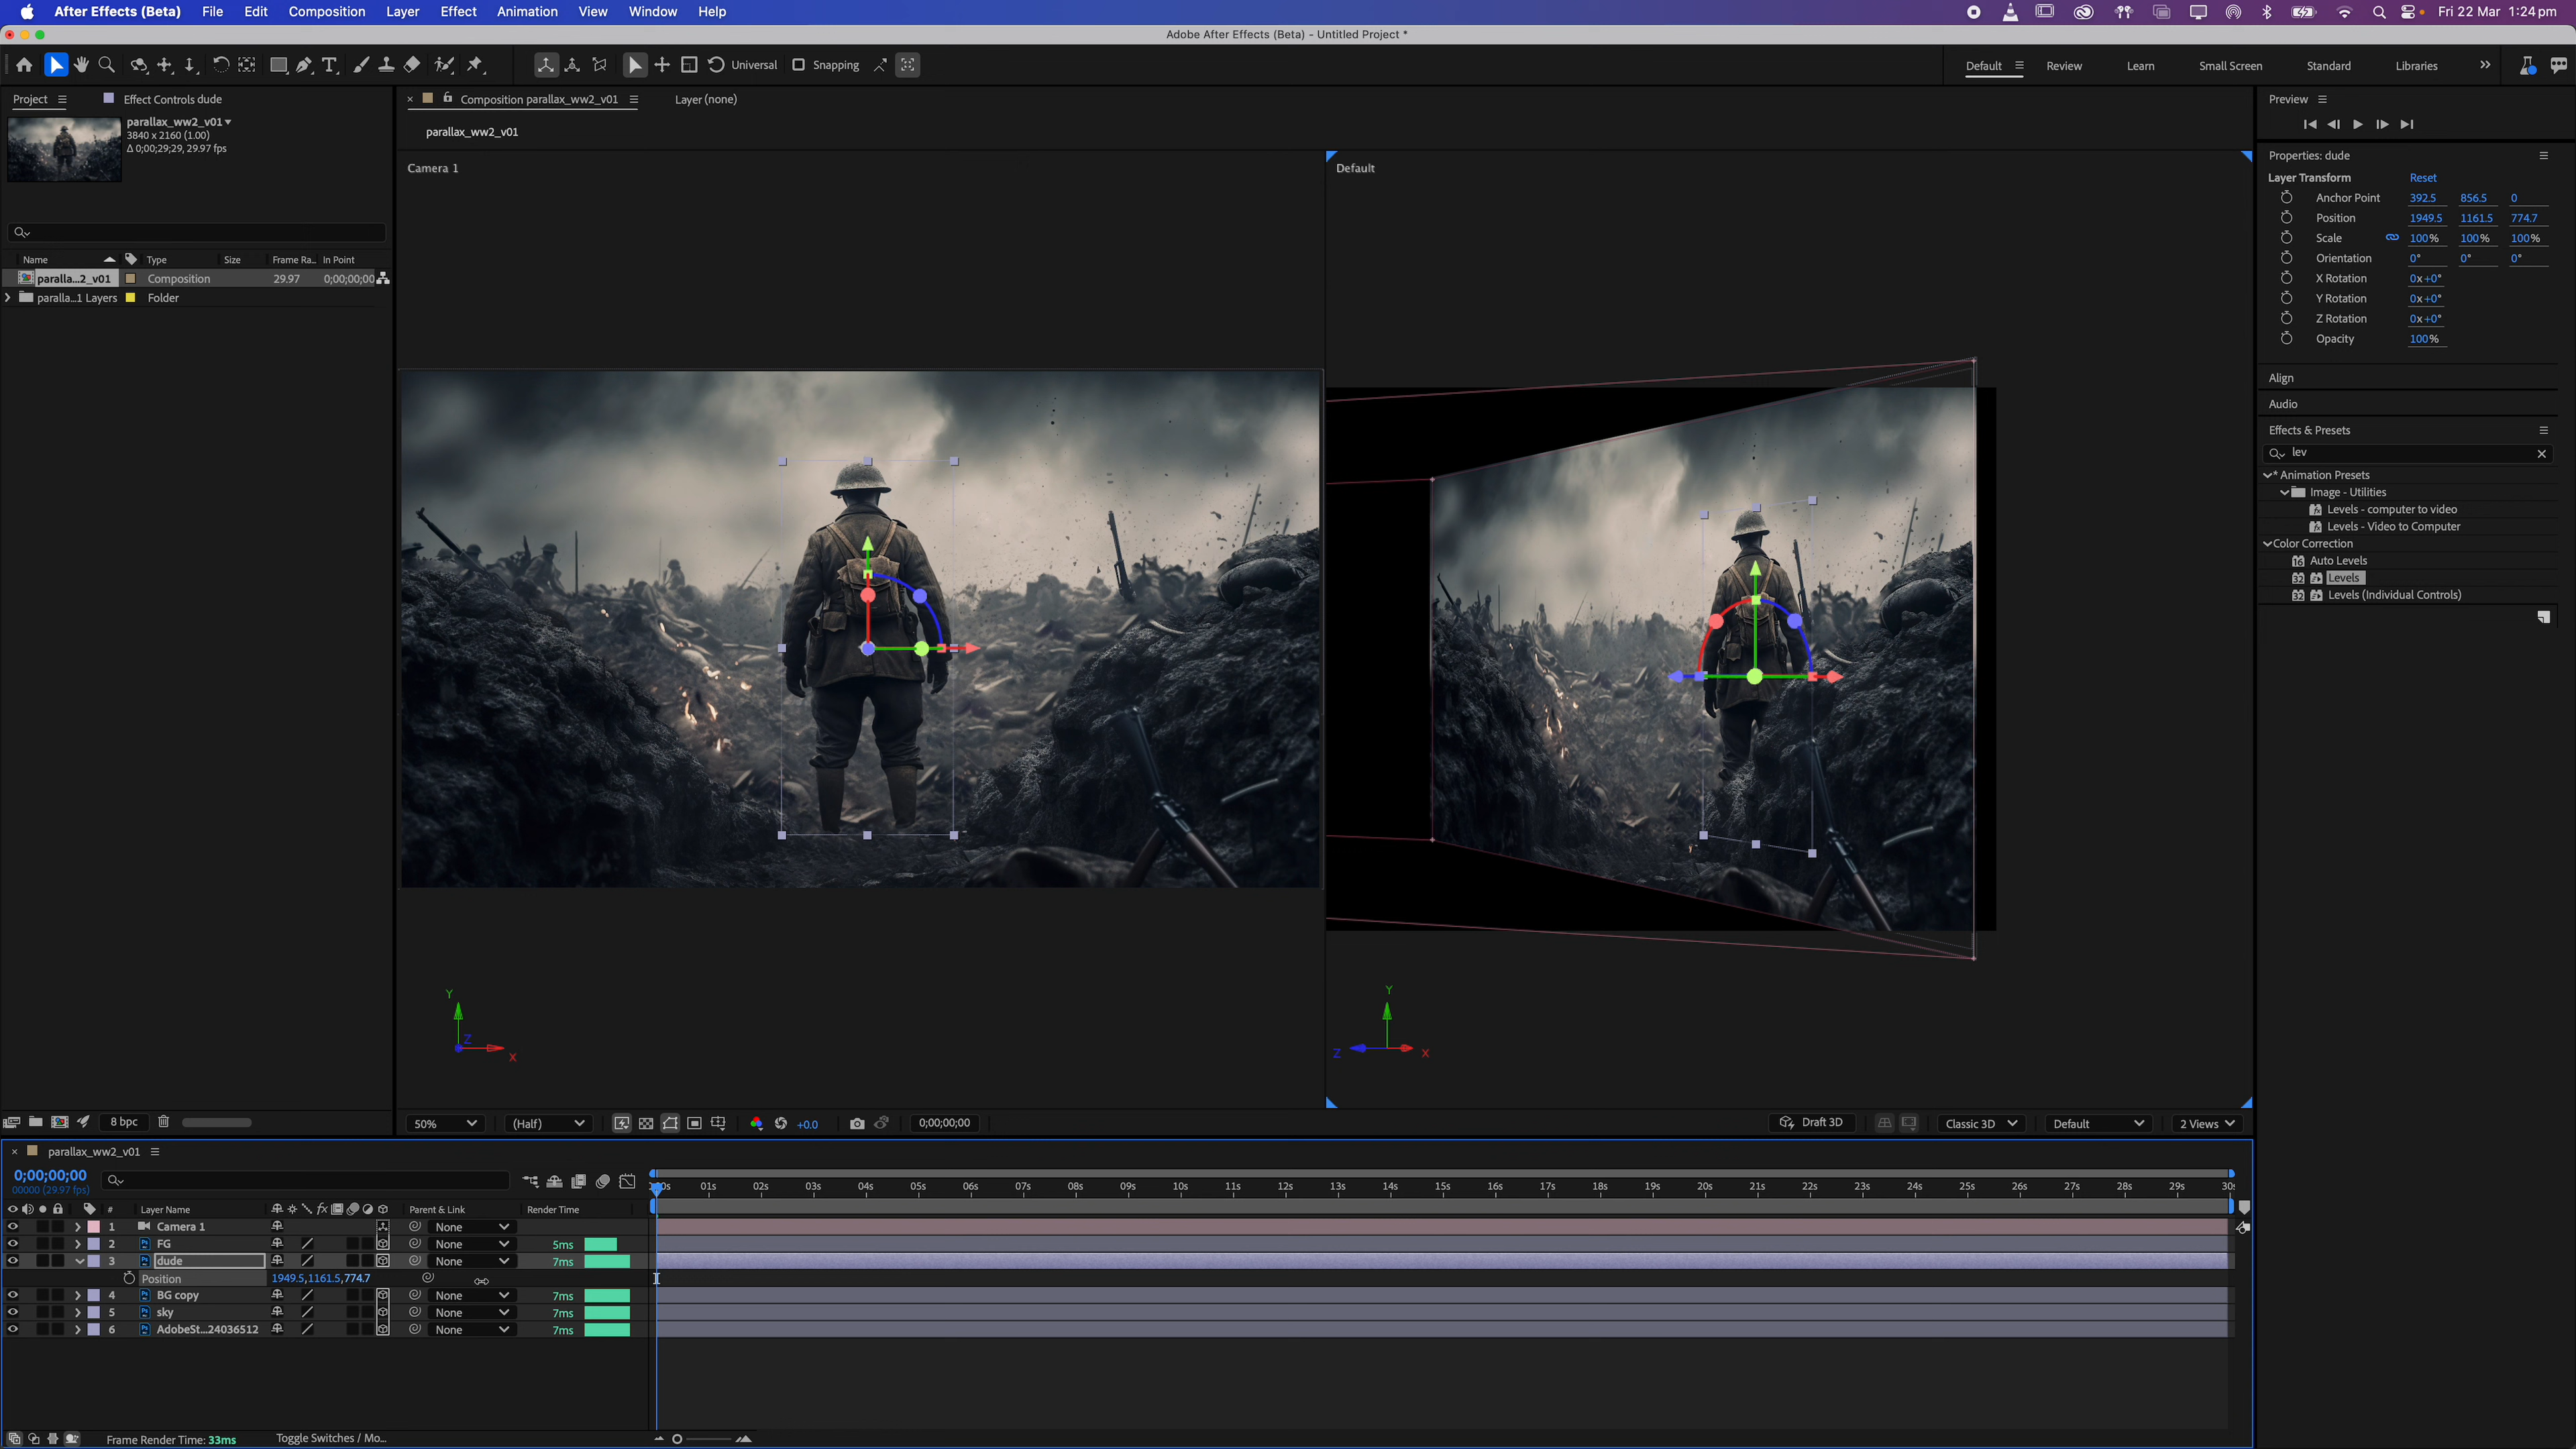 After Effects (Beta) File Edit Composition Layer Effect Animation View Window Help
Fri 22 Mar 1:24 pm
Adobe After Effects (Beta) - Untitled Project *
Universal Snapping
Default Review Learn Small Screen Standard Libraries
Project Effect Controls dude
parallax_ww2_v01
3840 x 2160 (1.00)
Δ 0;00;29;29, 29.97 fps
Name Type Size Frame Ra... In Point
paralla...2_v01 Composition 29.97 0;00;00;00
paralla...1 Layers Folder
8 bpc
Composition parallax_ww2_v01 Layer (none)
parallax_ww2_v01
Camera 1
Default
Y
Z
X
Y
Z
X
50% (Half) +0.0 0;00;00;00
Draft 3D Classic 3D Default 2 Views
Preview
Properties: dude
Layer Transform Reset
Anchor Point 392.5 856.5 0
Position 1949.5 1161.5 774.7
Scale 100% 100% 100%
Orientation 0° 0° 0°
X Rotation 0x+0°
Y Rotation 0x+0°
Z Rotation 0x+0°
Opacity 100%
Align
Audio
Effects & Presets
lev
* Animation Presets
Image - Utilities
Levels - computer to video
Levels - Video to Computer
Color Correction
16 Auto Levels
32 Levels
32 Levels (Individual Controls)
parallax_ww2_v01
0;00;00;00
00000 (29.97 fps)
00s 01s 02s 03s 04s 05s 06s 07s 08s 09s 10s 11s 12s 13s 14s 15s 16s 17s 18s 19s 20s 21s 22s 23s 24s 25s 26s 27s 28s 29s 30s
# Layer Name fx Parent & Link Render Time
1 Camera 1 None
2 FG None 5ms
3 dude None 7ms
Position 1949.5,1161.5,774.7
4 BG copy None 7ms
5 sky None 7ms
6 AdobeSt...24036512 None 7ms
Frame Render Time: 33ms Toggle Switches / Mo...